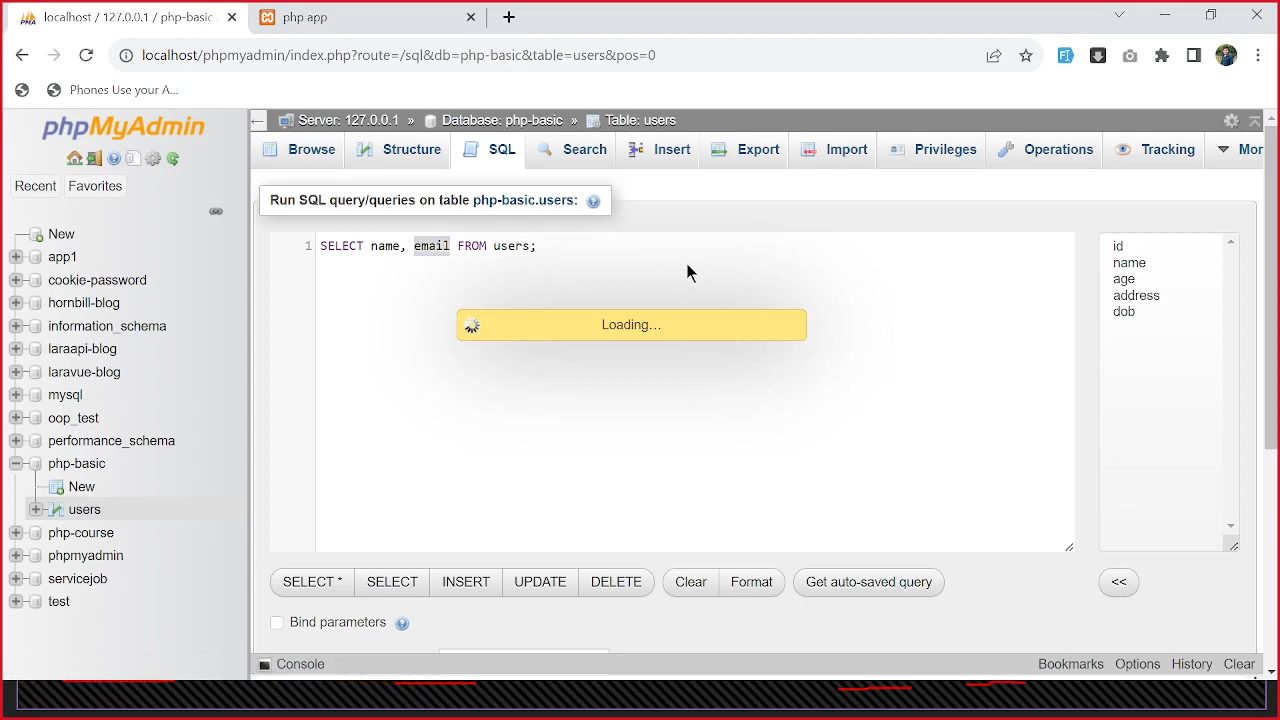 localhost / 127.0.0.1 / php-basic
php app
localhost/phpmyadmin/index.php?route=/sql&db=php-basic&table=users&pos=0
Phones Use your A...
phpMyAdmin
Recent
Favorites
New
app1
cookie-password
hornbill-blog
information_schema
laraapi-blog
laravue-blog
mysql
oop_test
performance_schema
php-basic
New
users
php-course
phpmyadmin
servicejob
test
Server: 127.0.0.1 » Database: php-basic » Table: users
Browse
Structure
SQL
Search
Insert
Export
Import
Privileges
Operations
Tracking
Mor
Run SQL query/queries on table php-basic.users:
1 SELECT name, email FROM users;
Loading…
id
name
age
address
dob
SELECT *
SELECT
INSERT
UPDATE
DELETE
Clear
Format
Get auto-saved query
<<
Bind parameters
Console
Bookmarks
Options
History
Clear